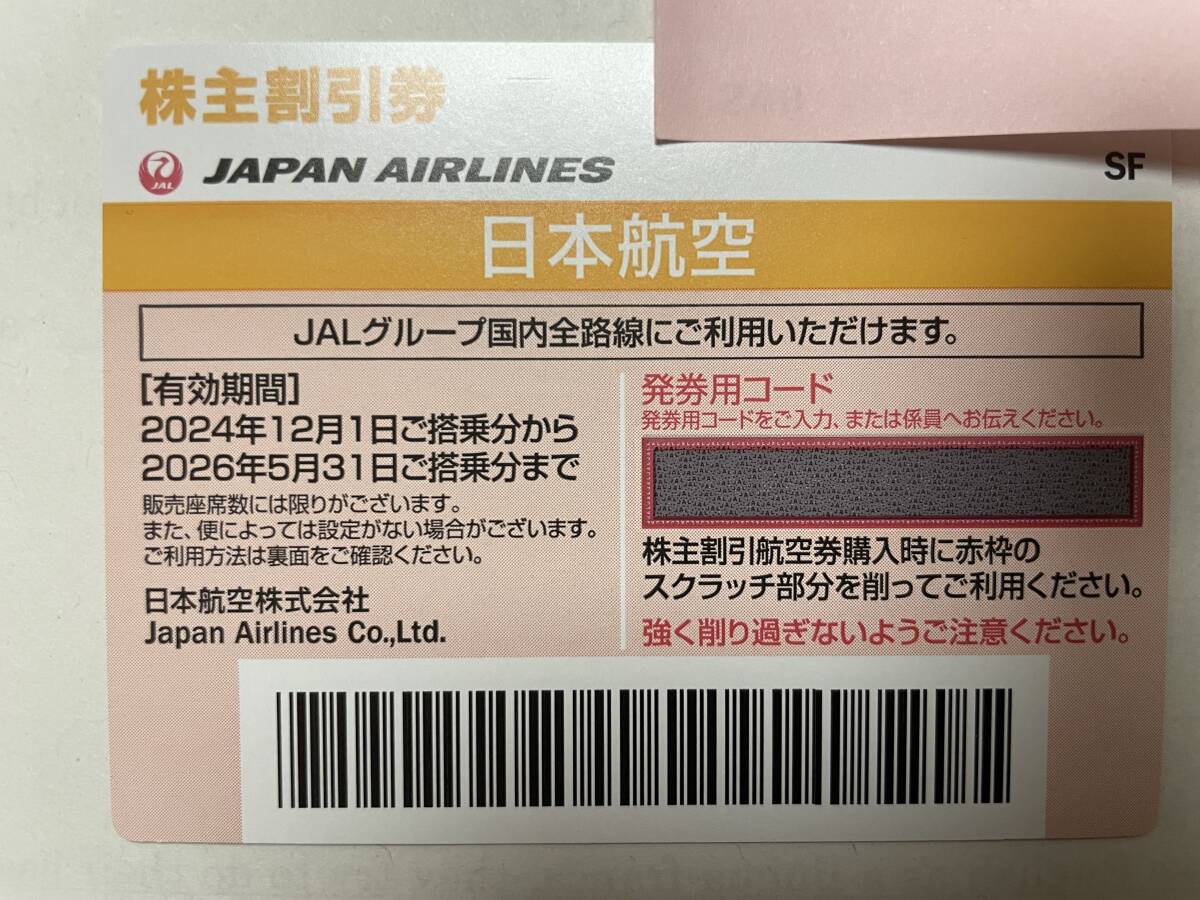 株主割引券
JAL JAPAN AIRLINES
SF
日本航空
JALグループ国内全路線にご利用いただけます。
[有効期間]
2024年12月1日ご搭乗分から
2026年5月31日ご搭乗分まで
販売座席数には限りがございます。
また、便によっては設定がない場合がございます。
ご利用方法は裏面をご確認ください。
日本航空株式会社
Japan Airlines Co.,Ltd.
発券用コード
発券用コードをご入力、または係員へお伝えください。
株主割引航空券購入時に赤枠の
スクラッチ部分を削ってご利用ください。
強く削り過ぎないようご注意ください。